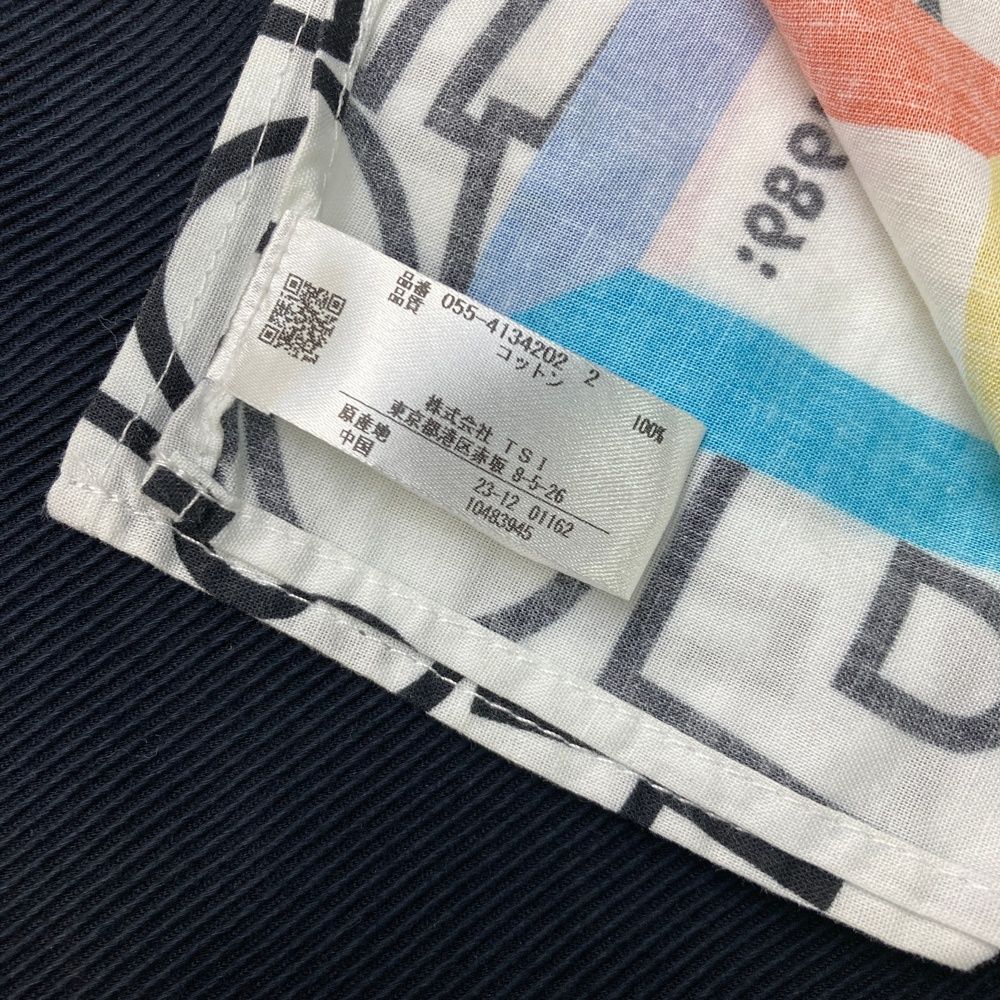 品番 055-4134202 2
品質
コットン 100%
株式会社 TSI
東京都港区赤坂 8-5-26
原産地
中国
23-12 01162
10483945